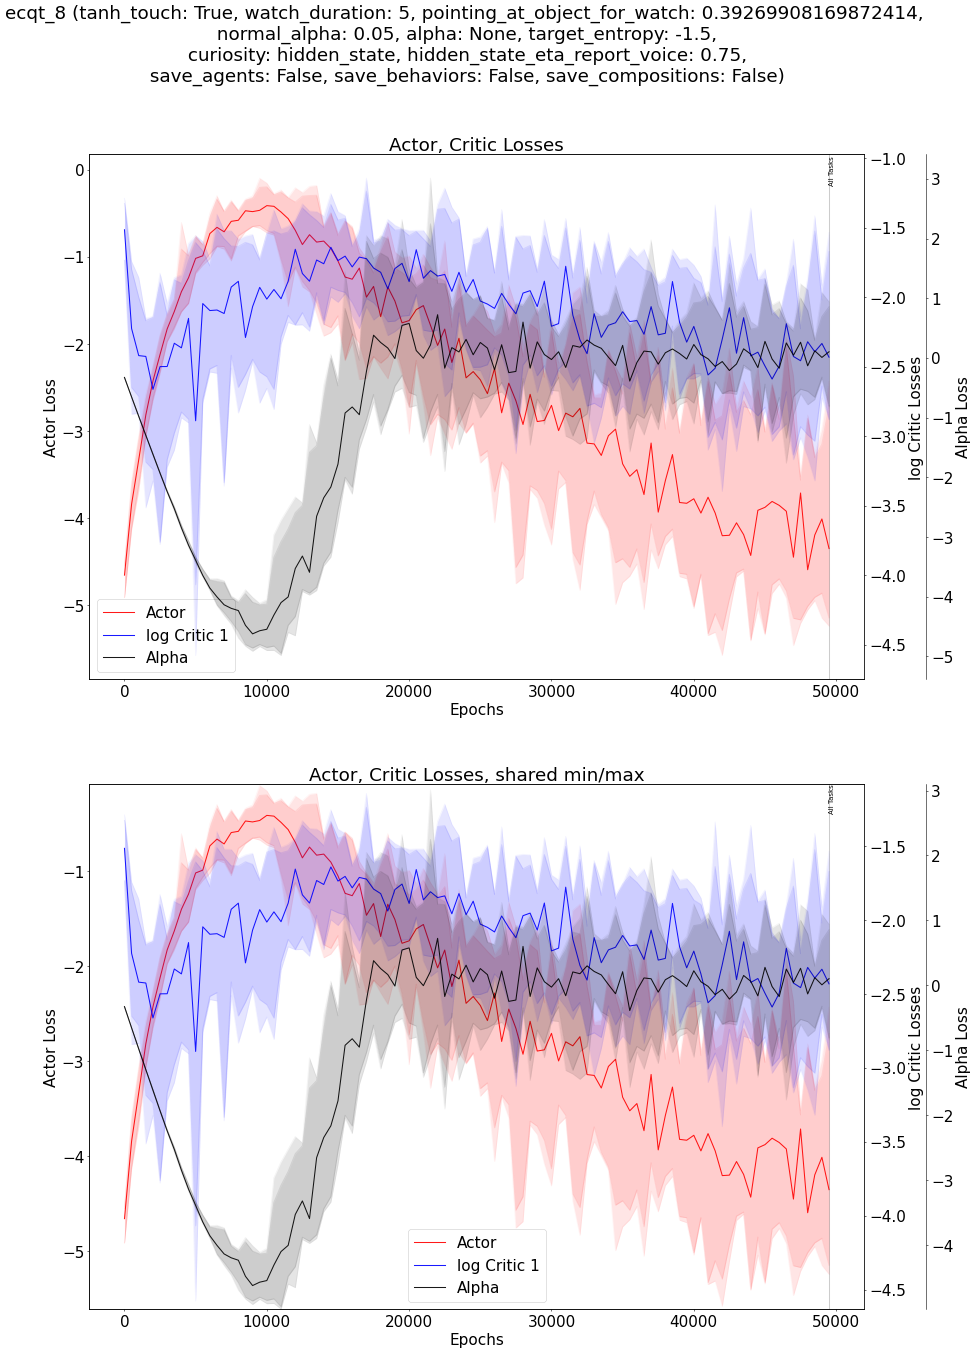 ecqt_8 (tanh_touch: True, watch_duration: 5, pointing_at_object_for_watch: 0.39269908169872414,
normal_alpha: 0.05, alpha: None, target_entropy: -1.5,
curiosity: hidden_state, hidden_state_eta_report_voice: 0.75,
save_agents: False, save_behaviors: False, save_compositions: False)
Actor, Critic Losses
0
−1
−2
−3
−4
−5
Actor Loss
−1.0
−1.5
−2.0
−2.5
−3.0
−3.5
−4.0
−4.5
log Critic Losses
3
2
1
0
−1
−2
−3
−4
−5
Alpha Loss
All Tasks
Actor
log Critic 1
Alpha
0 10000 20000 30000 40000 50000
Epochs
Actor, Critic Losses, shared min/max
−1
−2
−3
−4
−5
Actor Loss
−1.5
−2.0
−2.5
−3.0
−3.5
−4.0
−4.5
log Critic Losses
3
2
1
0
−1
−2
−3
−4
Alpha Loss
All Tasks
Actor
log Critic 1
Alpha
0 10000 20000 30000 40000 50000
Epochs